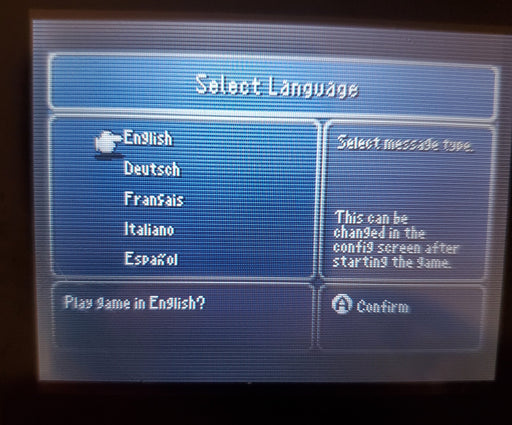 Select Language
English
Deutsch
Français
Italiano
Español
Select message type.
This can be
changed in the
config screen after
starting the game.
Play game in English?
A Confirm